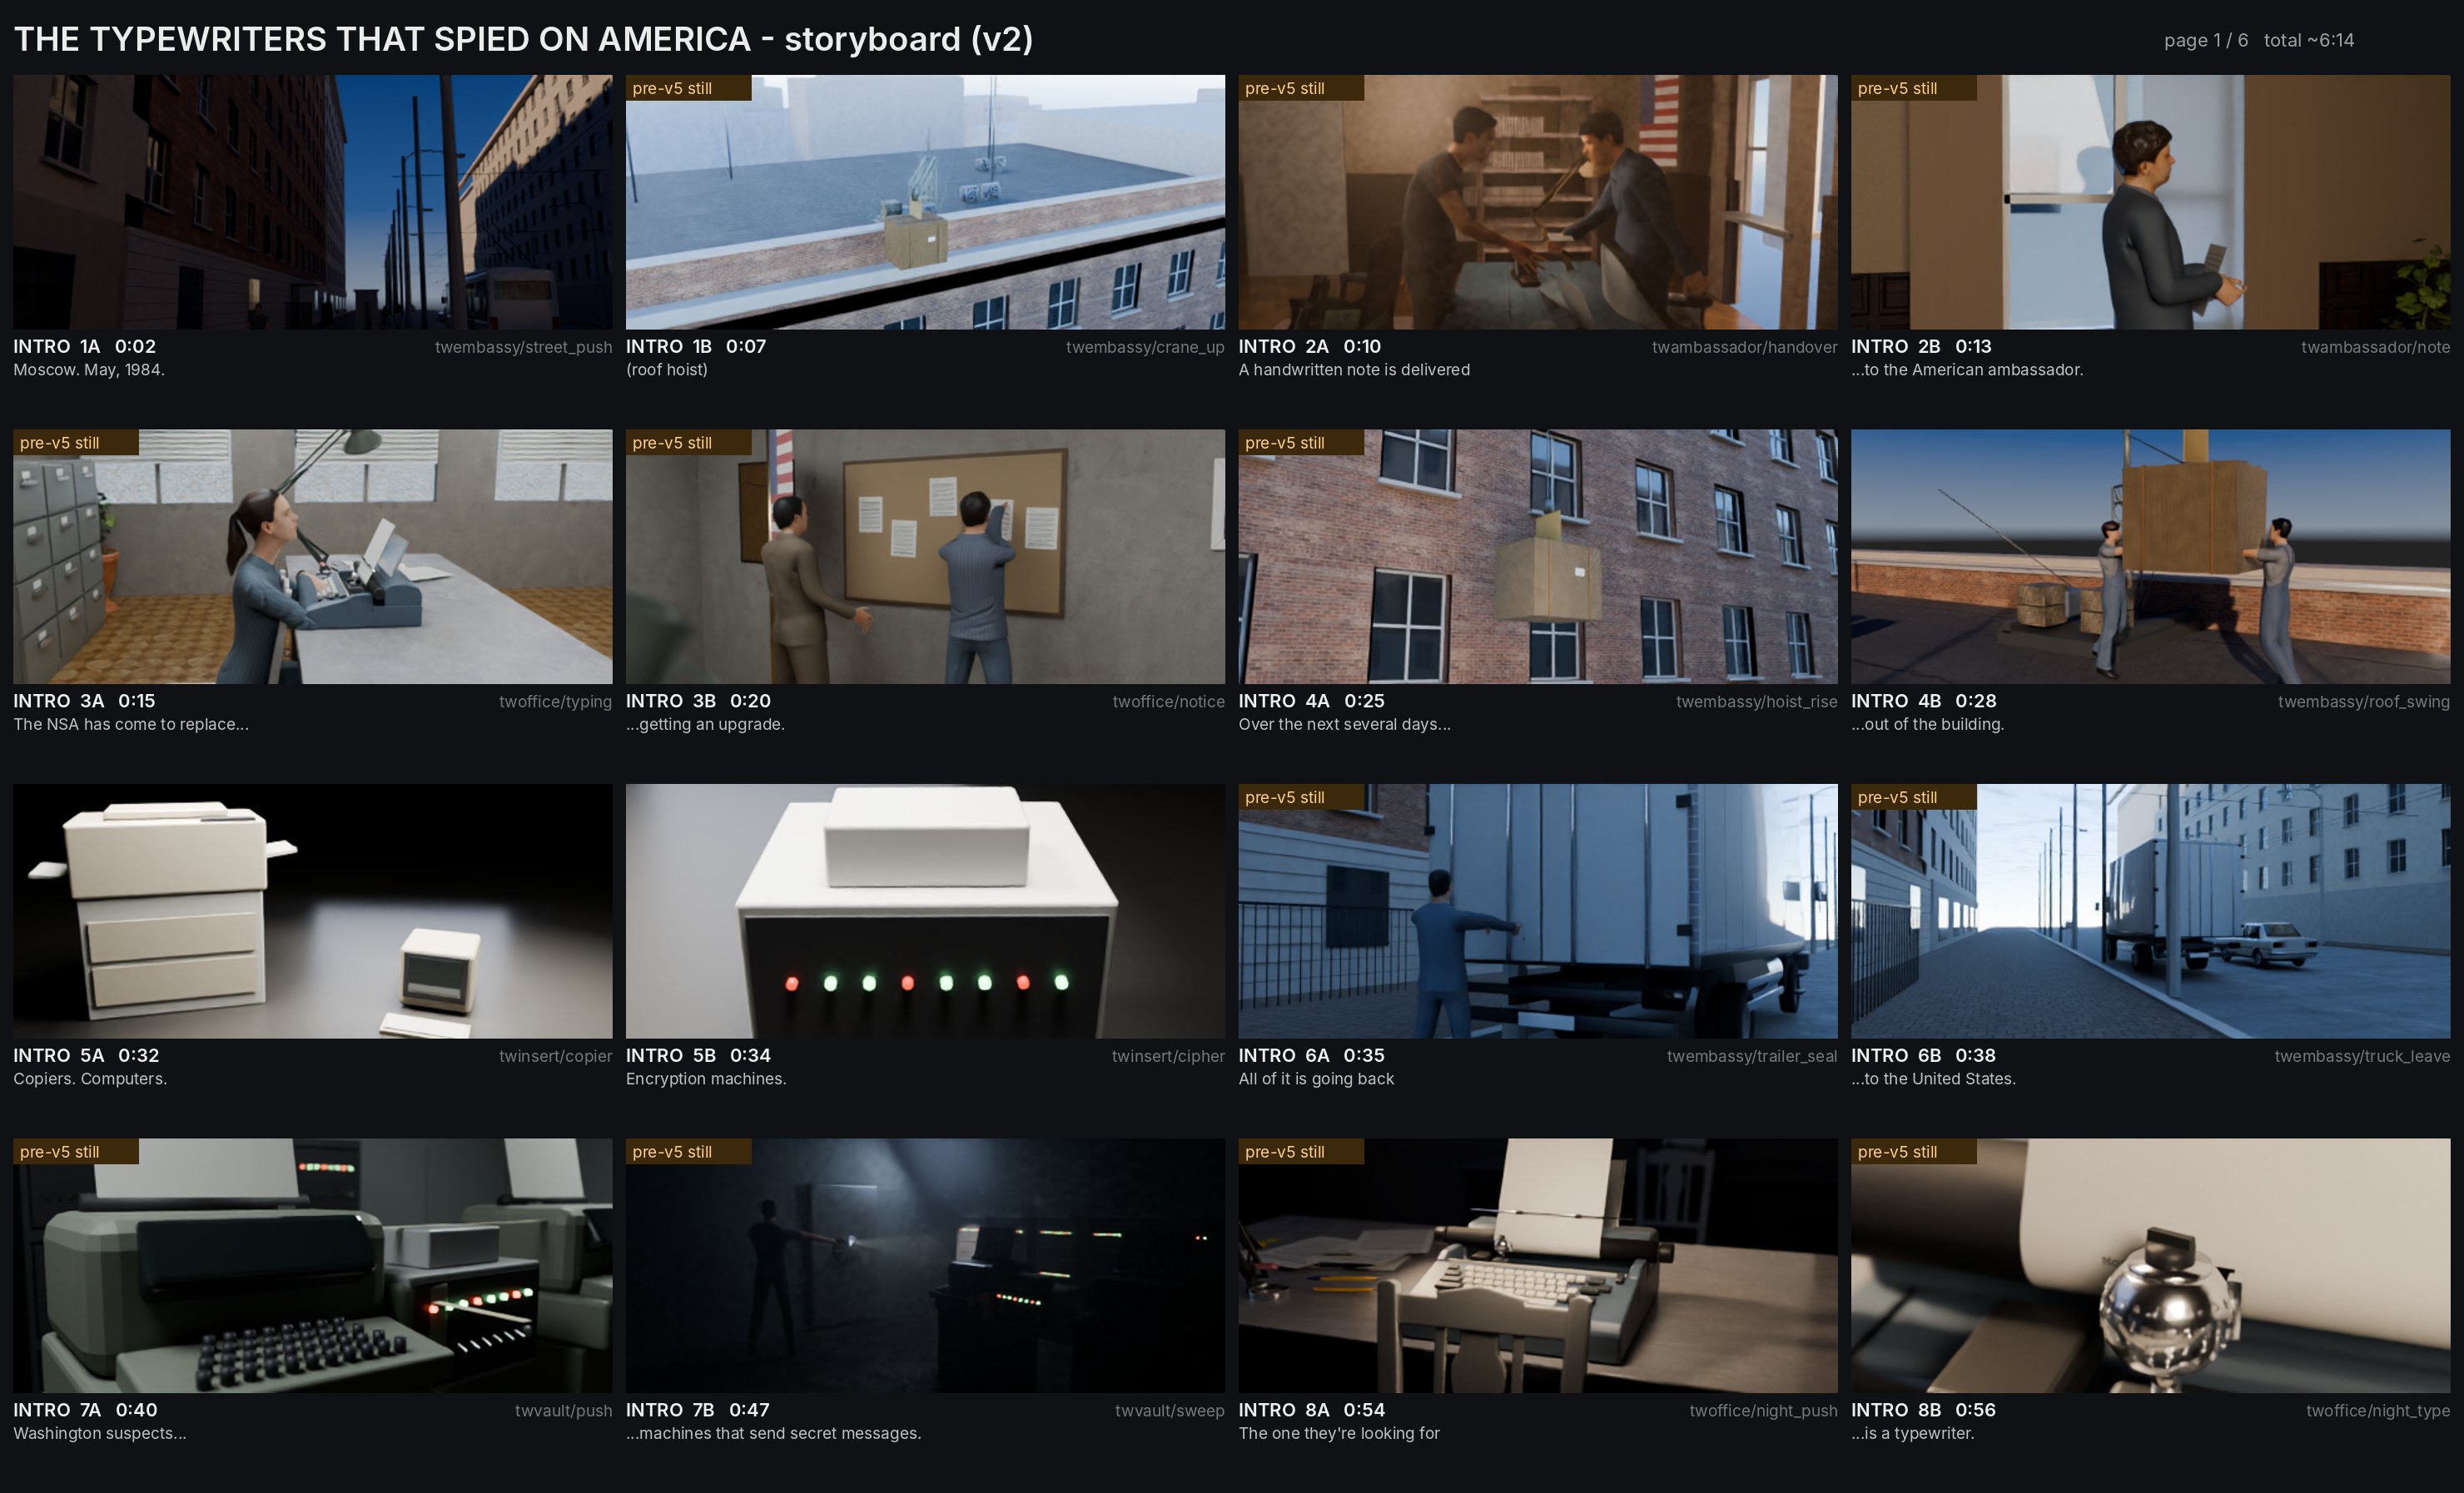 THE TYPEWRITERS THAT SPIED ON AMERICA - storyboard (v2)
page 1 / 6 total ~6:14
INTRO 1A 0:02 twembassy/street_push
Moscow. May, 1984.
pre-v5 still
INTRO 1B 0:07 twembassy/crane_up
(roof hoist)
pre-v5 still
INTRO 2A 0:10 twambassador/handover
A handwritten note is delivered
pre-v5 still
INTRO 2B 0:13 twambassador/note
...to the American ambassador.
pre-v5 still
INTRO 3A 0:15 twoffice/typing
The NSA has come to replace...
pre-v5 still
INTRO 3B 0:20 twoffice/notice
...getting an upgrade.
pre-v5 still
INTRO 4A 0:25 twembassy/hoist_rise
Over the next several days...
INTRO 4B 0:28 twembassy/roof_swing
...out of the building.
INTRO 5A 0:32 twinsert/copier
Copiers. Computers.
INTRO 5B 0:34 twinsert/cipher
Encryption machines.
pre-v5 still
INTRO 6A 0:35 twembassy/trailer_seal
All of it is going back
pre-v5 still
INTRO 6B 0:38 twembassy/truck_leave
...to the United States.
pre-v5 still
INTRO 7A 0:40 twvault/push
Washington suspects...
pre-v5 still
INTRO 7B 0:47 twvault/sweep
...machines that send secret messages.
pre-v5 still
INTRO 8A 0:54 twoffice/night_push
The one they're looking for
pre-v5 still
INTRO 8B 0:56 twoffice/night_type
...is a typewriter.